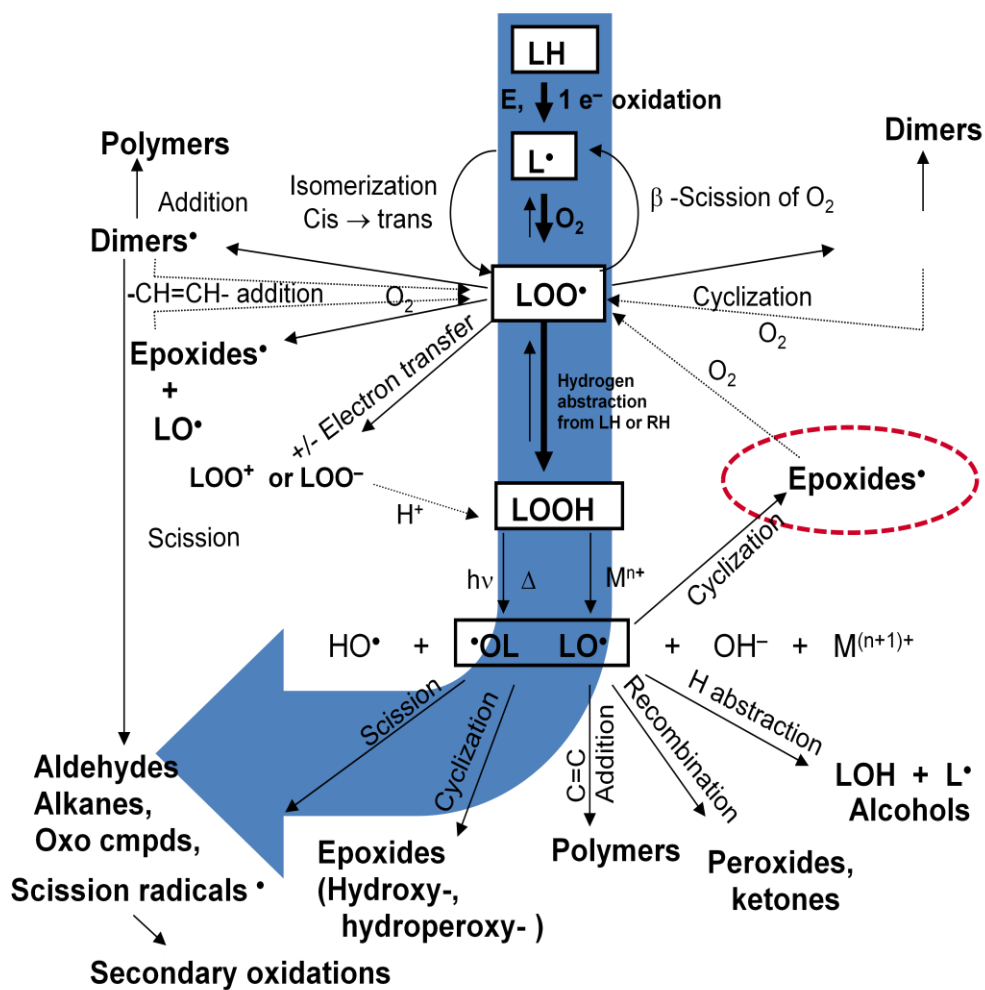 LH
E, 1 e⁻ oxidation
Polymers
Dimers
L•
Isomerization
Cis → trans
β -Scission of O₂
Addition
O₂
Dimers•
LOO•
-CH=CH- addition
O₂
Cyclization
O₂
Epoxides•
+
LO•
+/- Electron transfer
Hydrogen
abstraction
from LH or RH
O₂
LOO⁺ or LOO⁻
Epoxides•
H⁺
LOOH
Scission
Cyclization
hν Δ
Mⁿ⁺
HO• + •OL LO• + OH⁻ + M⁽ⁿ⁺¹⁾⁺
Scission
Cyclization
C=C
Addition
Recombination
H abstraction
Aldehydes
Alkanes,
Oxo cmpds,
Scission radicals •
Secondary oxidations
Epoxides
(Hydroxy-,
hydroperoxy- )
Polymers
Peroxides,
ketones
LOH + L•
Alcohols